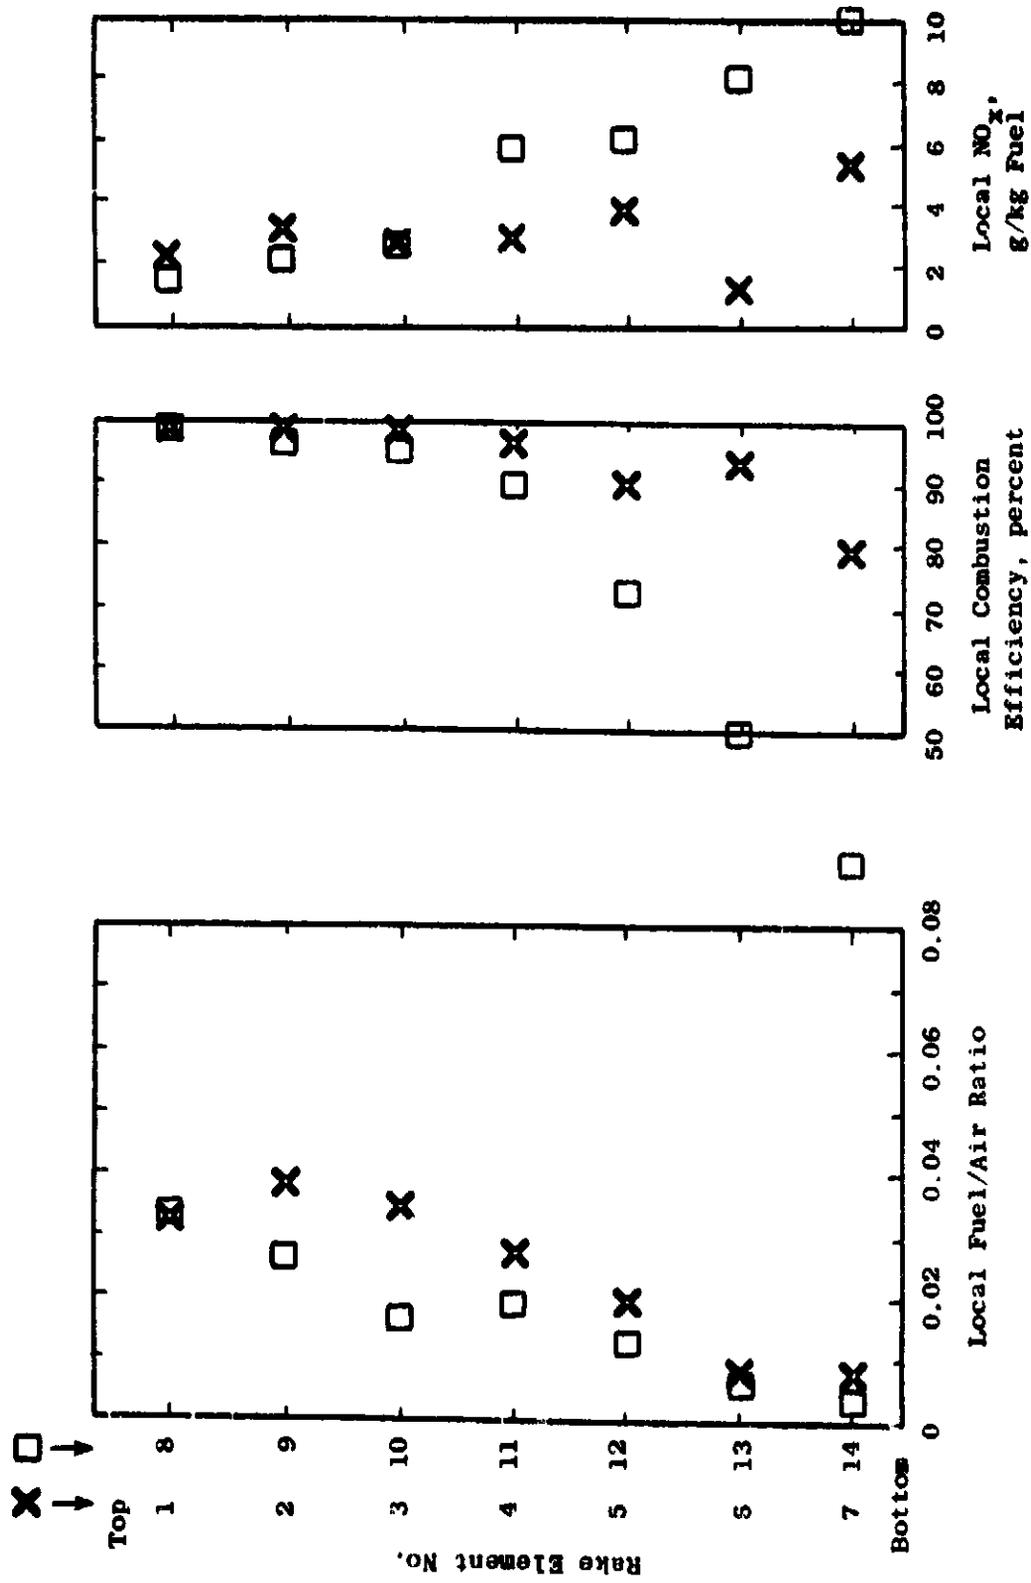 Top
1 8
2 9
3 10
4 11
5 12
6 13
7 14
Bottom
Rake Element No.
0 0.02 0.04 0.06 0.08
Local Fuel/Air Ratio
50 60 70 80 90 100
Local Combustion
Efficiency, percent
0 2 4 6 8 10
Local NOx,
g/kg Fuel